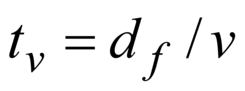 t_v = d_f / v